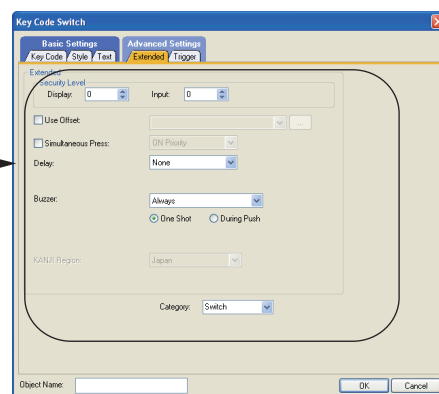 Key Code Switch
Basic Settings Advanced Settings
Key Code Style Text Extended Trigger
Extended
Security Level
Display: 0 Input: 0
Use Offset: ...
Simultaneous Press: ON Priority
Delay: None
Buzzer: Always
One Shot During Push
KANJI Region: Japan
Category: Switch
Object Name: OK Cancel